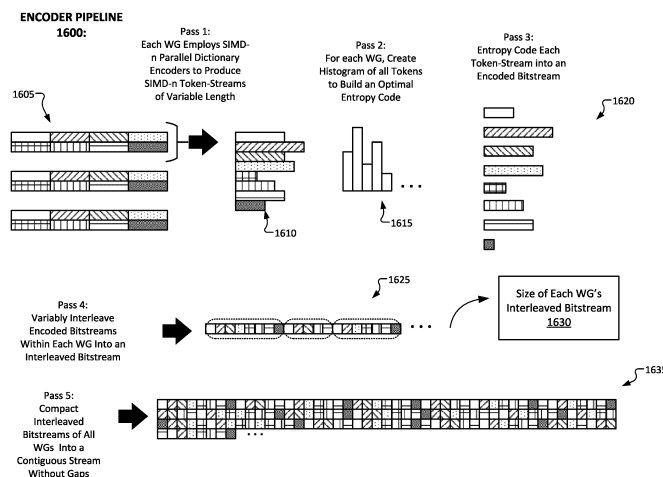 ENCODER PIPELINE
1600:
Pass 1:
Each WG Employs SIMD-
n Parallel Dictionary
Encoders to Produce
SIMD-n Token-Streams
of Variable Length
Pass 2:
For each WG, Create
Histogram of all Tokens
to Build an Optimal
Entropy Code
Pass 3:
Entropy Code Each
Token-Stream into an
Encoded Bitstream
1605
1620
1610
1615
1625
Pass 4:
Variably Interleave
Encoded Bitstreams
Within Each WG Into an
Interleaved Bitstream
Size of Each WG's
Interleaved Bitstream
1630
1635
Pass 5:
Compact
Interleaved
Bitstreams of All
WGs Into a
Contiguous Stream
Without Gaps